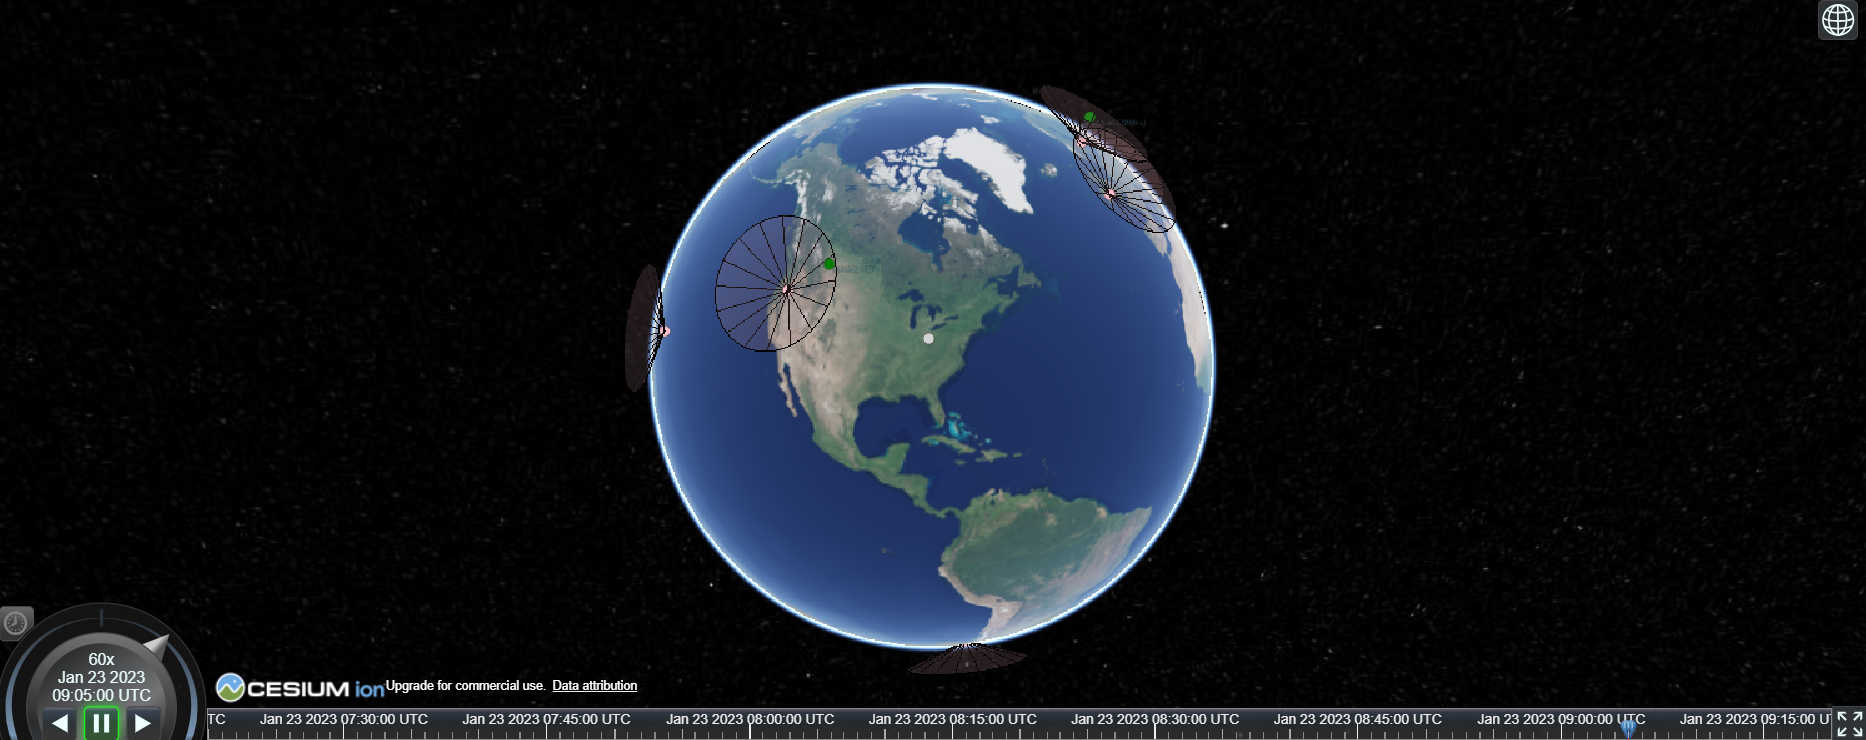 60x
Jan 23 2023
09:05:00 UTC
CESIUM ion Upgrade for commercial use. Data attribution
TC Jan 23 2023 07:30:00 UTC Jan 23 2023 07:45:00 UTC Jan 23 2023 08:00:00 UTC Jan 23 2023 08:15:00 UTC Jan 23 2023 08:30:00 UTC Jan 23 2023 08:45:00 UTC Jan 23 2023 09:00:00 UTC Jan 23 2023 09:15:00 U